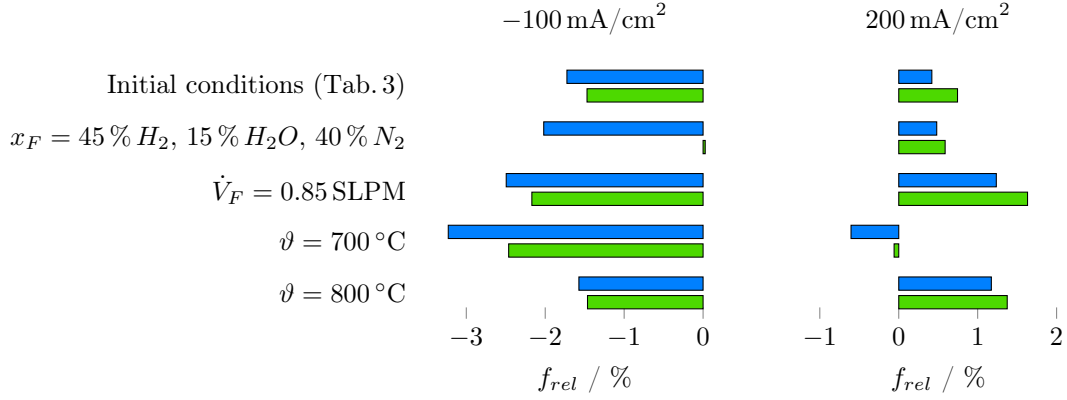 −100 mA/cm²
200 mA/cm²
Initial conditions (Tab. 3)
x_F = 45 % H₂, 15 % H₂O, 40 % N₂
V̇_F = 0.85 SLPM
ϑ = 700 °C
ϑ = 800 °C
−3 −2 −1 0
−1 0 1 2
f_rel / %
f_rel / %